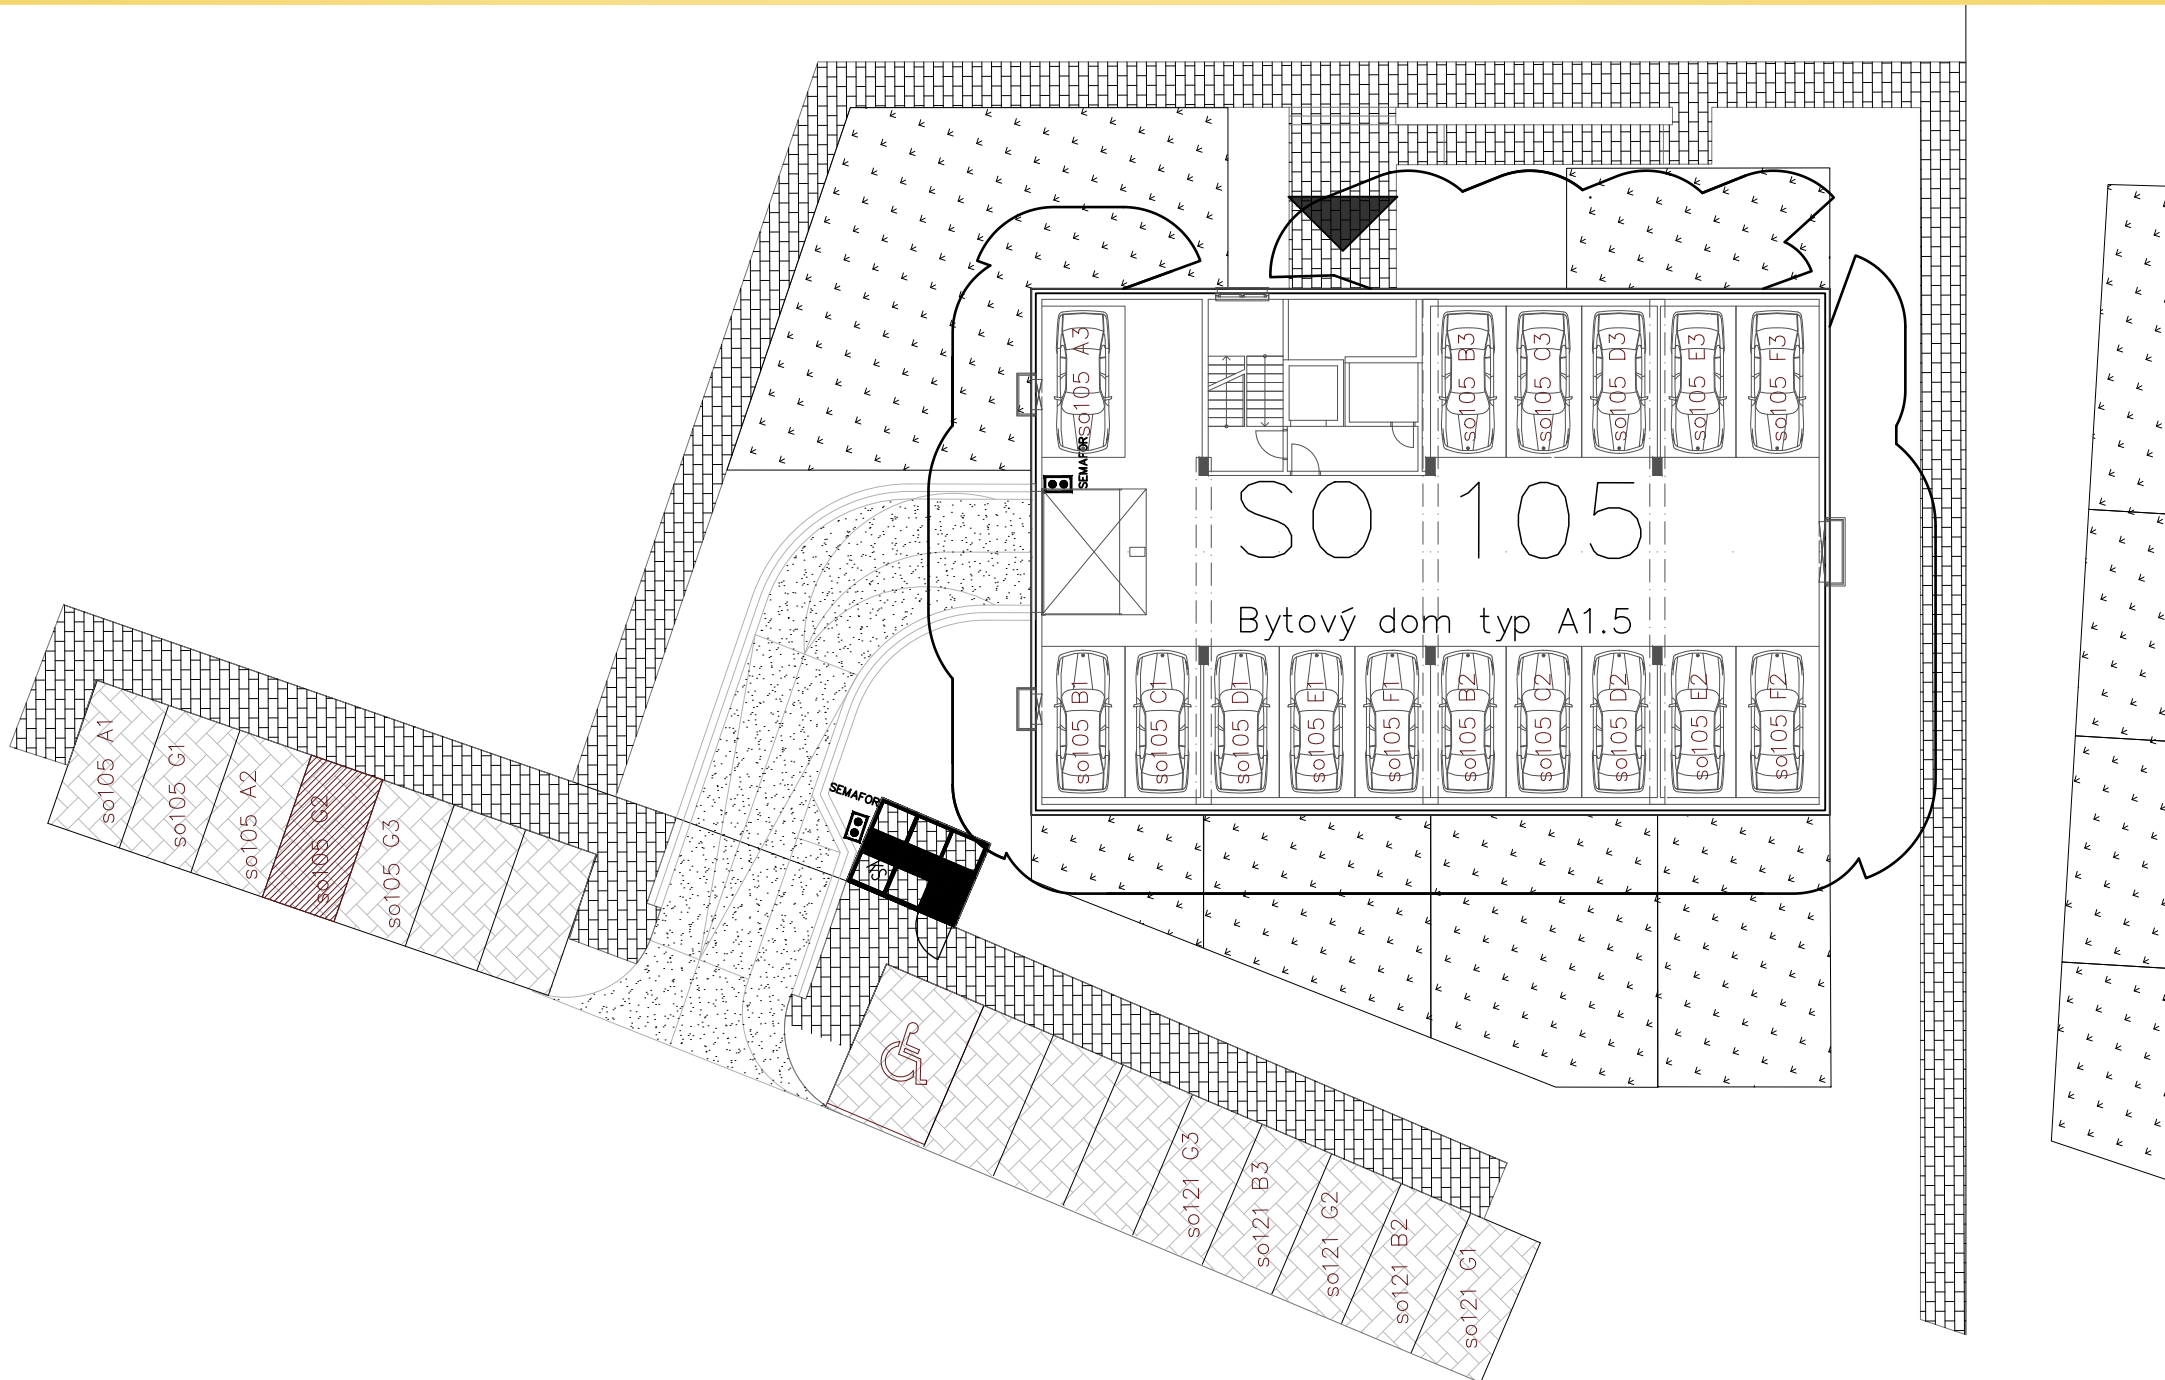 so105 A3
so105 B3
so105 C3
so105 D3
so105 E3
so105 F3
SEMAFOR
SO 105
Bytový dom typ A1.5
so105 B1
so105 C1
so105 D1
so105 E1
so105 F1
so105 B2
so105 C2
so105 D2
so105 E2
so105 F2
so105 A1
so105 G1
so105 A2
so105 G2
so105 G3
SEMAFOR
so121 G3
so121 B3
so121 G2
so121 B2
so121 G1